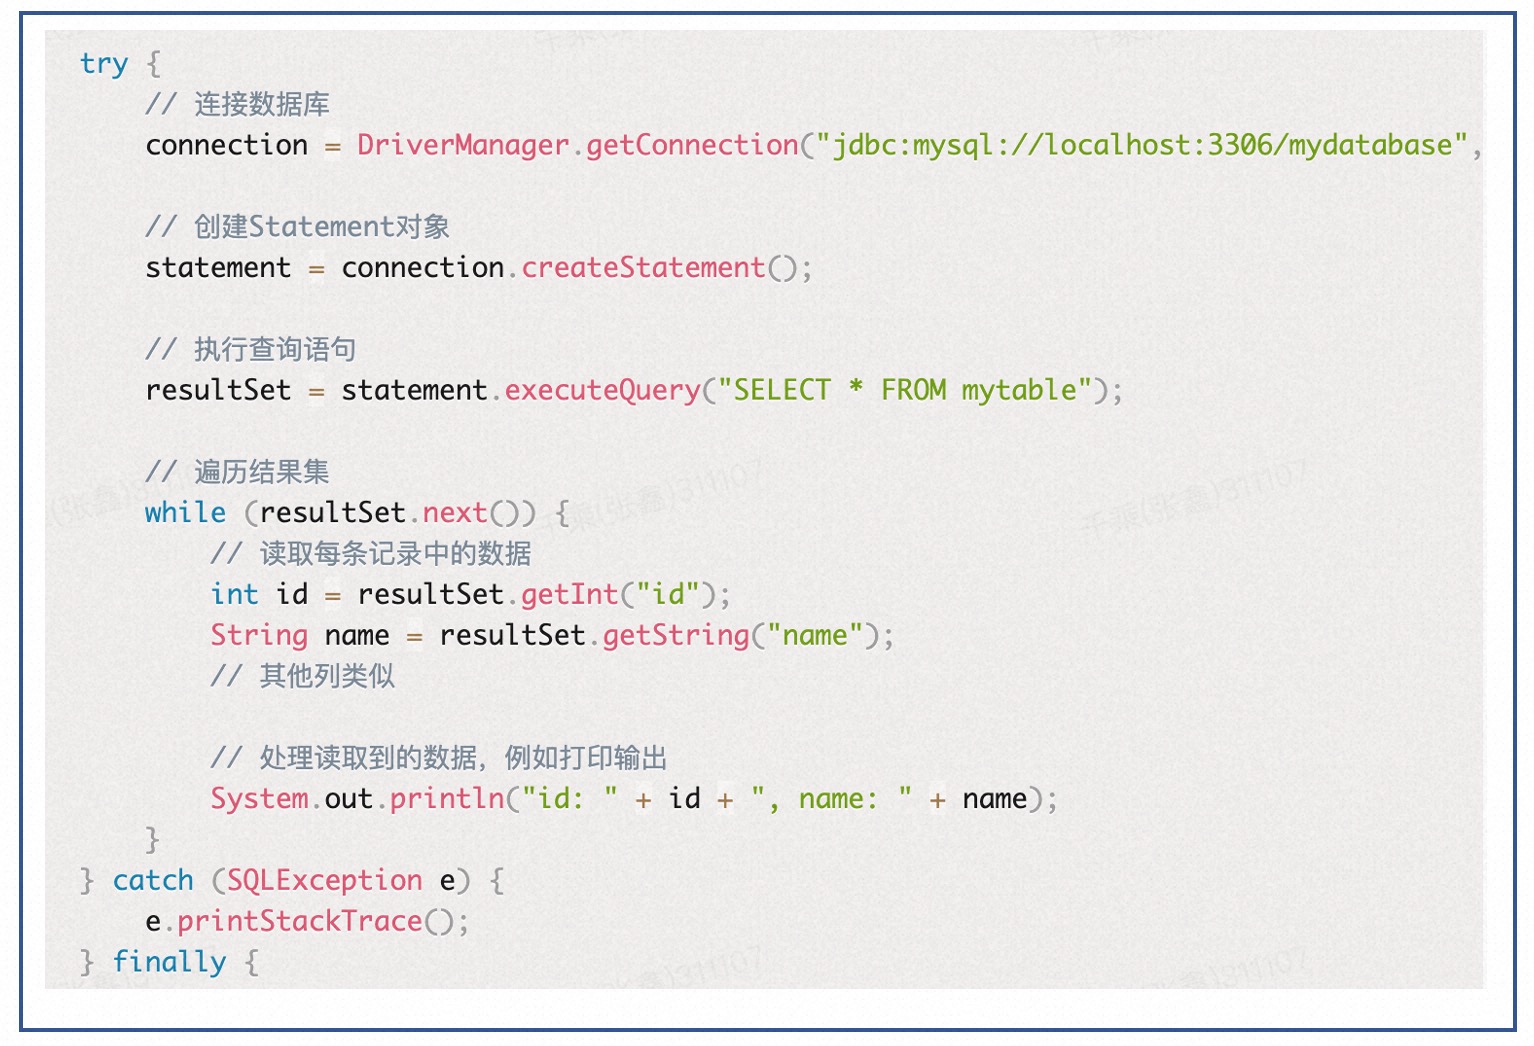 try {
// 连接数据库
connection = DriverManager.getConnection("jdbc:mysql://localhost:3306/mydatabase",
// 创建Statement对象
statement = connection.createStatement();
// 执行查询语句
resultSet = statement.executeQuery("SELECT * FROM mytable");
// 遍历结果集
while (resultSet.next()) {
// 读取每条记录中的数据
int id = resultSet.getInt("id");
String name = resultSet.getString("name");
// 其他列类似
// 处理读取到的数据，例如打印输出
System.out.println("id: " + id + ", name: " + name);
}
} catch (SQLException e) {
e.printStackTrace();
} finally {